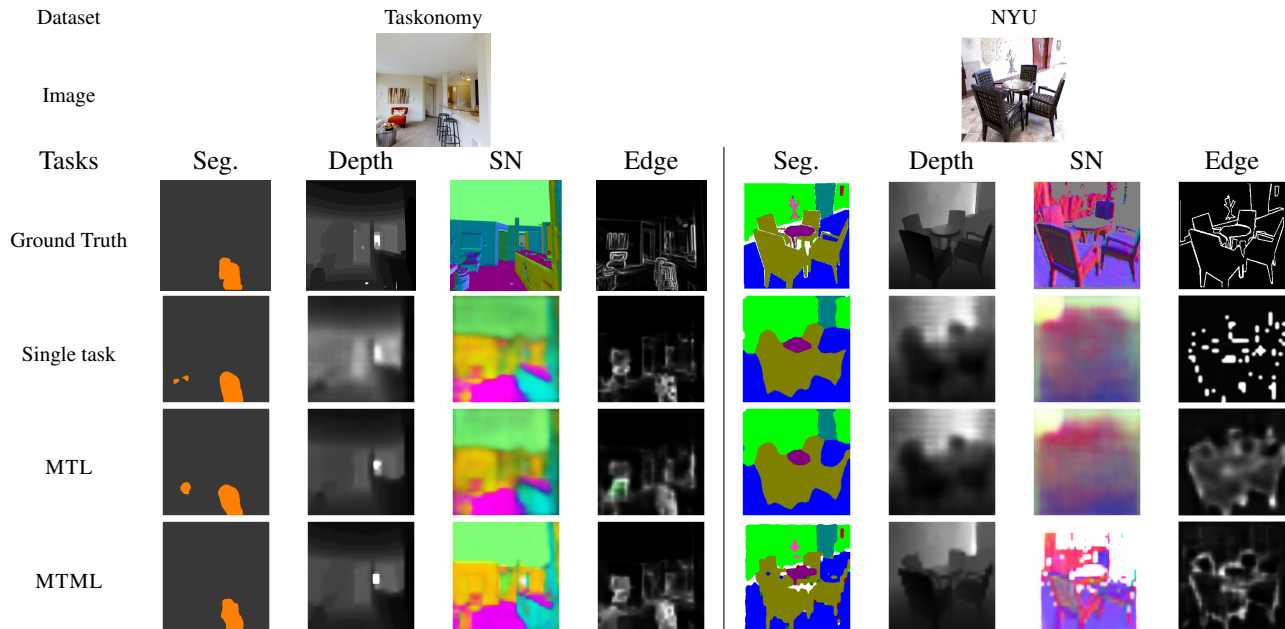 Dataset Taskonomy NYU
Image
Tasks Seg. Depth SN Edge Seg. Depth SN Edge
Ground Truth
Single task
MTL
MTML